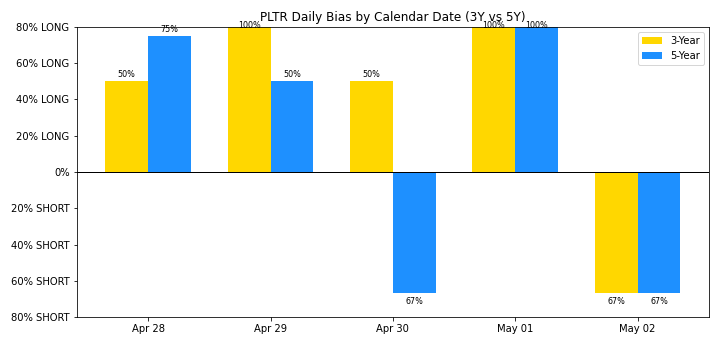 PLTR Daily Bias by Calendar Date (3Y vs 5Y)
80% LONG
60% LONG
40% LONG
20% LONG
0%
20% SHORT
40% SHORT
60% SHORT
80% SHORT
50%
75%
100%
50%
50%
67%
100%
100%
67%
67%
3-Year
5-Year
Apr 28
Apr 29
Apr 30
May 01
May 02